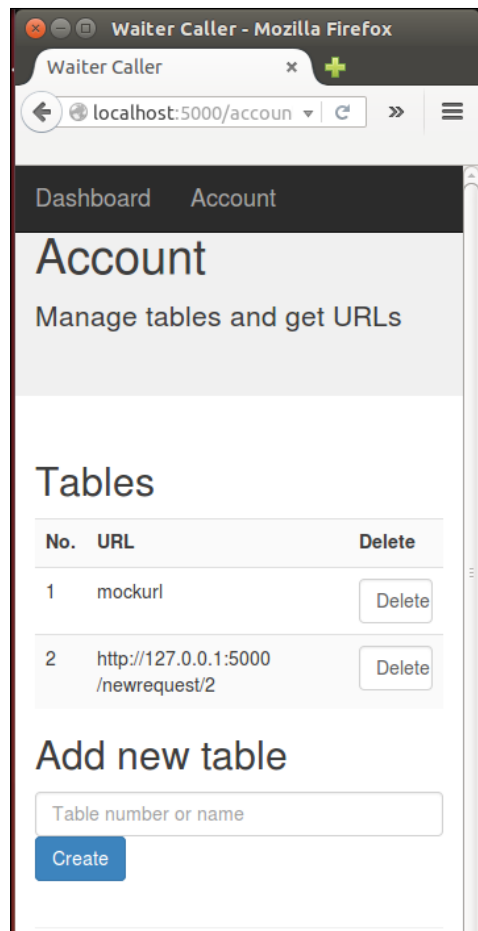 Waiter Caller - Mozilla Firefox
Waiter Caller
localhost:5000/accoun
Dashboard Account
Account
Manage tables and get URLs
Tables
No. URL Delete
1 mockurl Delete
2 http://127.0.0.1:5000
/newrequest/2 Delete
Add new table
Table number or name
Create